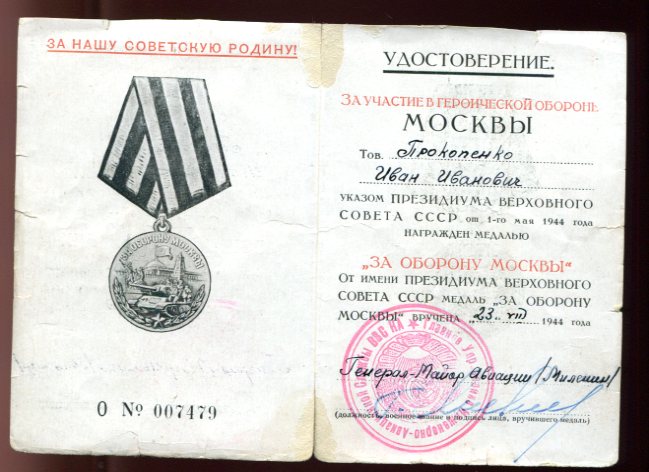 ЗА НАШУ СОВЕТСКУЮ РОДИНУ!
ЗА ОБОРОНУ МОСКВЫ
О № 007479
УДОСТОВЕРЕНИЕ.
ЗА УЧАСТИЕ В ГЕРОИЧЕСКОЙ ОБОРОНЕ
МОСКВЫ
Тов. Прокопенко
Иван Иванович
указом ПРЕЗИДИУМА ВЕРХОВНОГО
СОВЕТА СССР от 1-го мая 1944 года
НАГРАЖДЕН МЕДАЛЬЮ
„ЗА ОБОРОНУ МОСКВЫ“
От имени ПРЕЗИДИУМА ВЕРХОВНОГО
СОВЕТА СССР медаль „ЗА ОБОРОНУ
МОСКВЫ“ вручена „23„ VIII 1944 года
Генерал-Майор Авиации
(должность, военное звание и подпись лица, вручившего медаль)